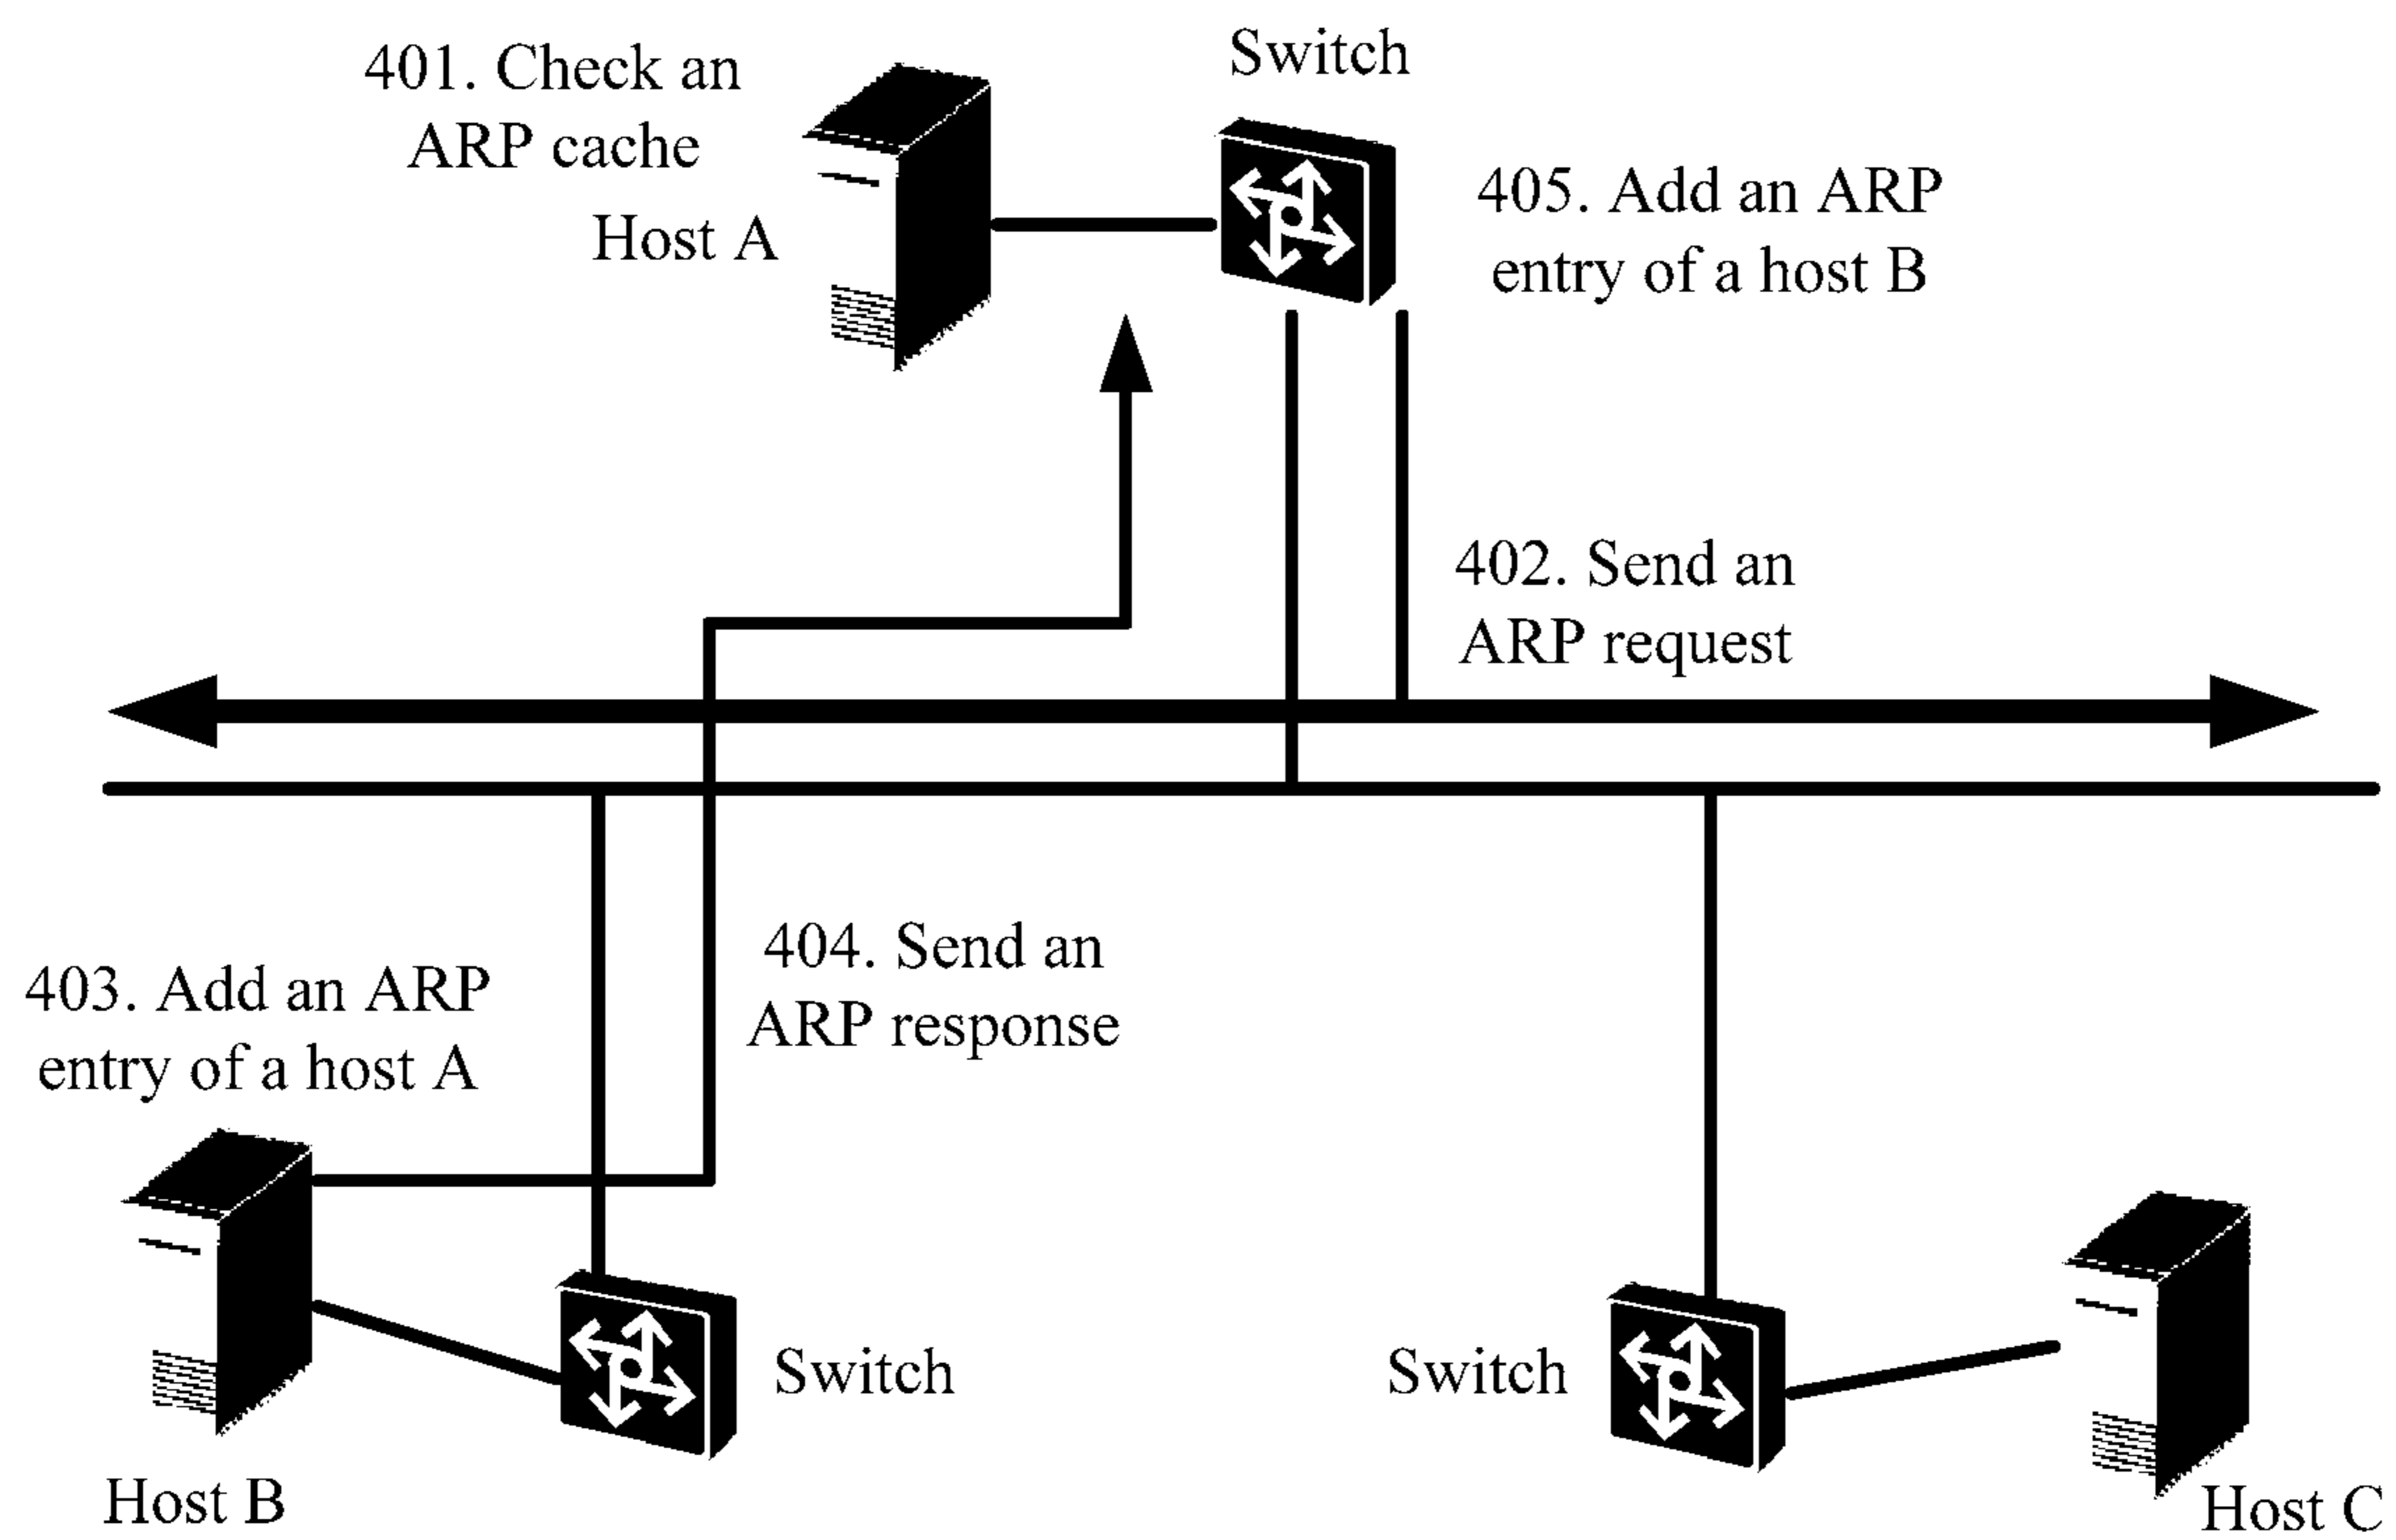 401. Check an
ARP cache
Host A
Switch
405. Add an ARP
entry of a host B
402. Send an
ARP request
404. Send an
ARP response
403. Add an ARP
entry of a host A
Host B
Switch
Switch
Host C